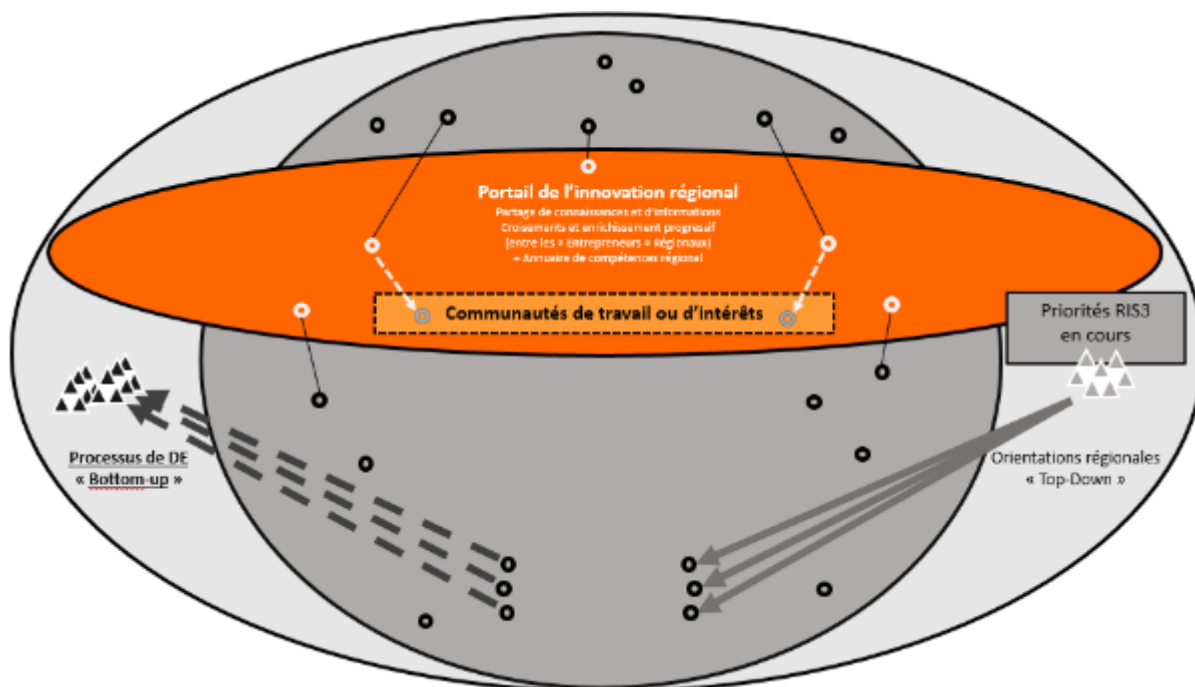 Portail de l'innovation régional
Partage de connaissances et d'informations
Croisements et enrichissement progressif
(entre les « Entrepreneurs » Régionaux)
+ Annuaire de compétences régional
Communautés de travail ou d'intérêts
Priorités RIS3
en cours
Processus de DE
« Bottom-up »
Orientations régionales
« Top-Down »